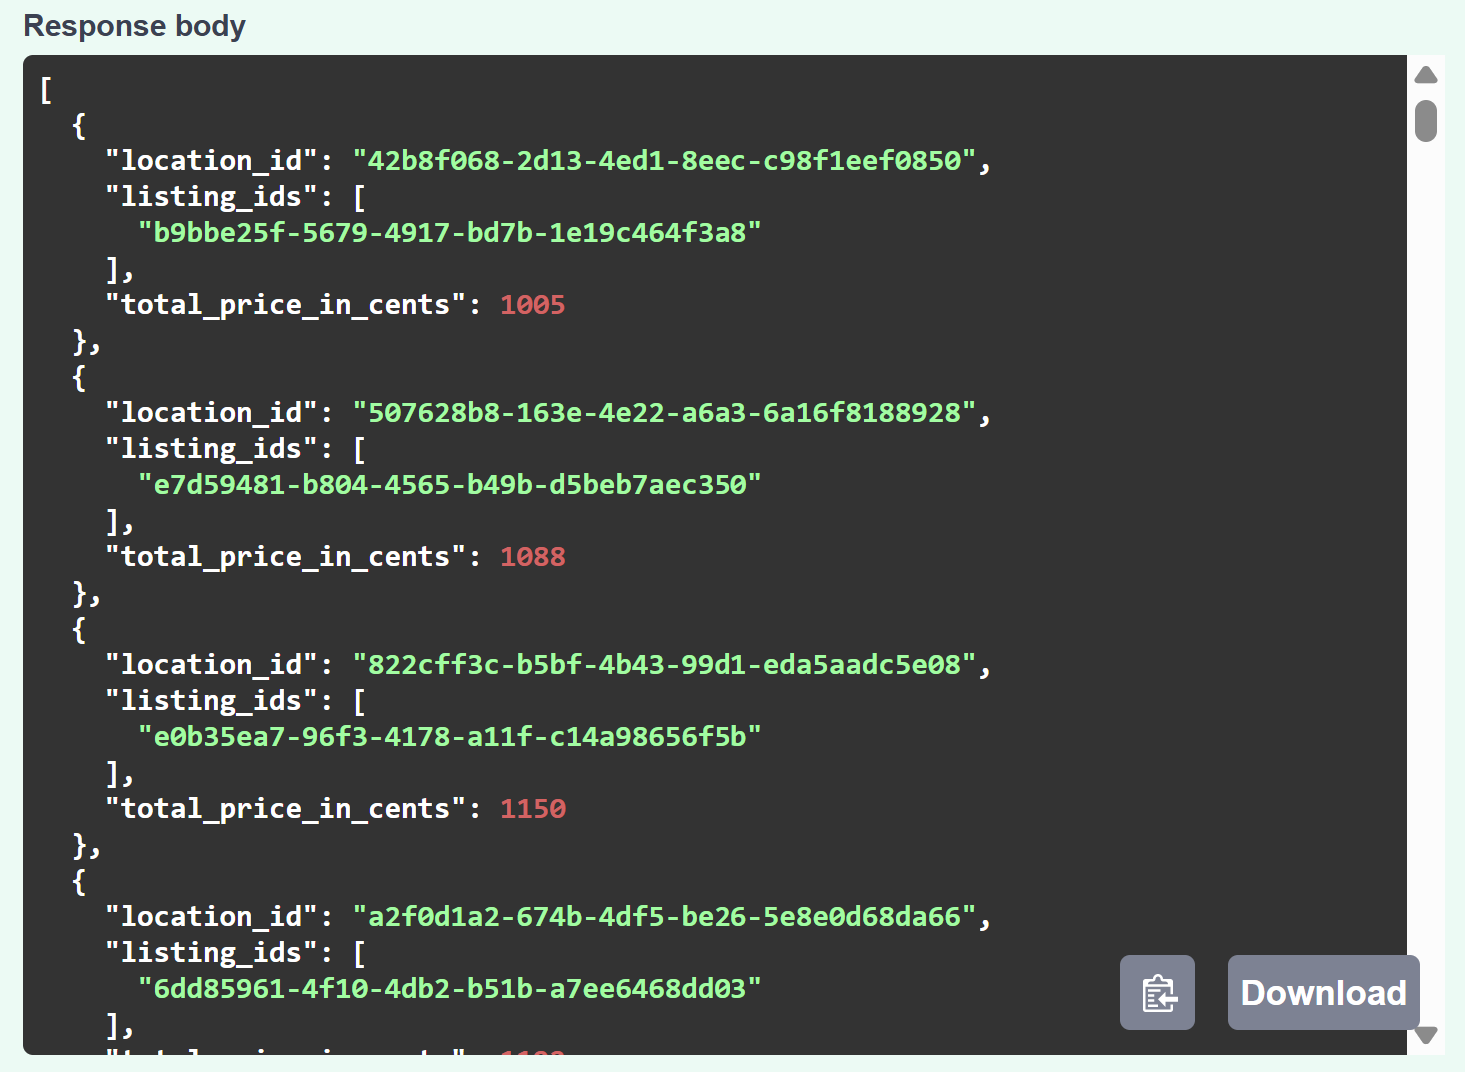 Response body
[
  {
    "location_id": "42b8f068-2d13-4ed1-8eec-c98f1eef0850",
    "listing_ids": [
      "b9bbe25f-5679-4917-bd7b-1e19c464f3a8"
    ],
    "total_price_in_cents": 1005
  },
  {
    "location_id": "507628b8-163e-4e22-a6a3-6a16f8188928",
    "listing_ids": [
      "e7d59481-b804-4565-b49b-d5beb7aec350"
    ],
    "total_price_in_cents": 1088
  },
  {
    "location_id": "822cff3c-b5bf-4b43-99d1-eda5aadc5e08",
    "listing_ids": [
      "e0b35ea7-96f3-4178-a11f-c14a98656f5b"
    ],
    "total_price_in_cents": 1150
  },
  {
    "location_id": "a2f0d1a2-674b-4df5-be26-5e8e0d68da66",
    "listing_ids": [
      "6dd85961-4f10-4db2-b51b-a7ee6468dd03"
    ],
Download